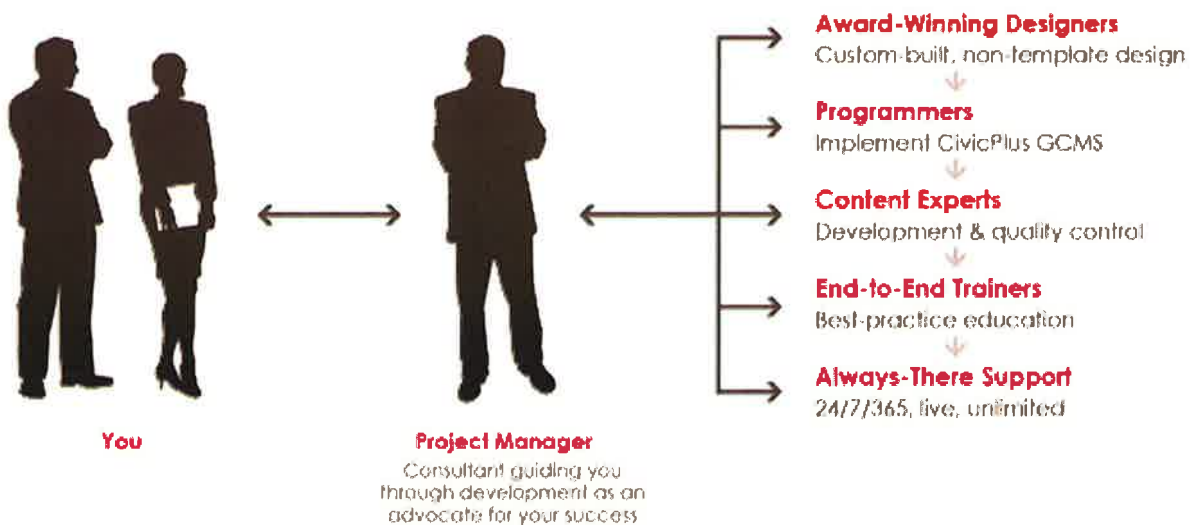 Award-Winning Designers
Custom-built, non-template design
Programmers
Implement CivicPlus GCMS
Content Experts
Development & quality control
End-to-End Trainers
Best-practice education
Always-There Support
24/7/365, live, unlimited
You
Project Manager
Consultant guiding you
through development as an
advocate for your success